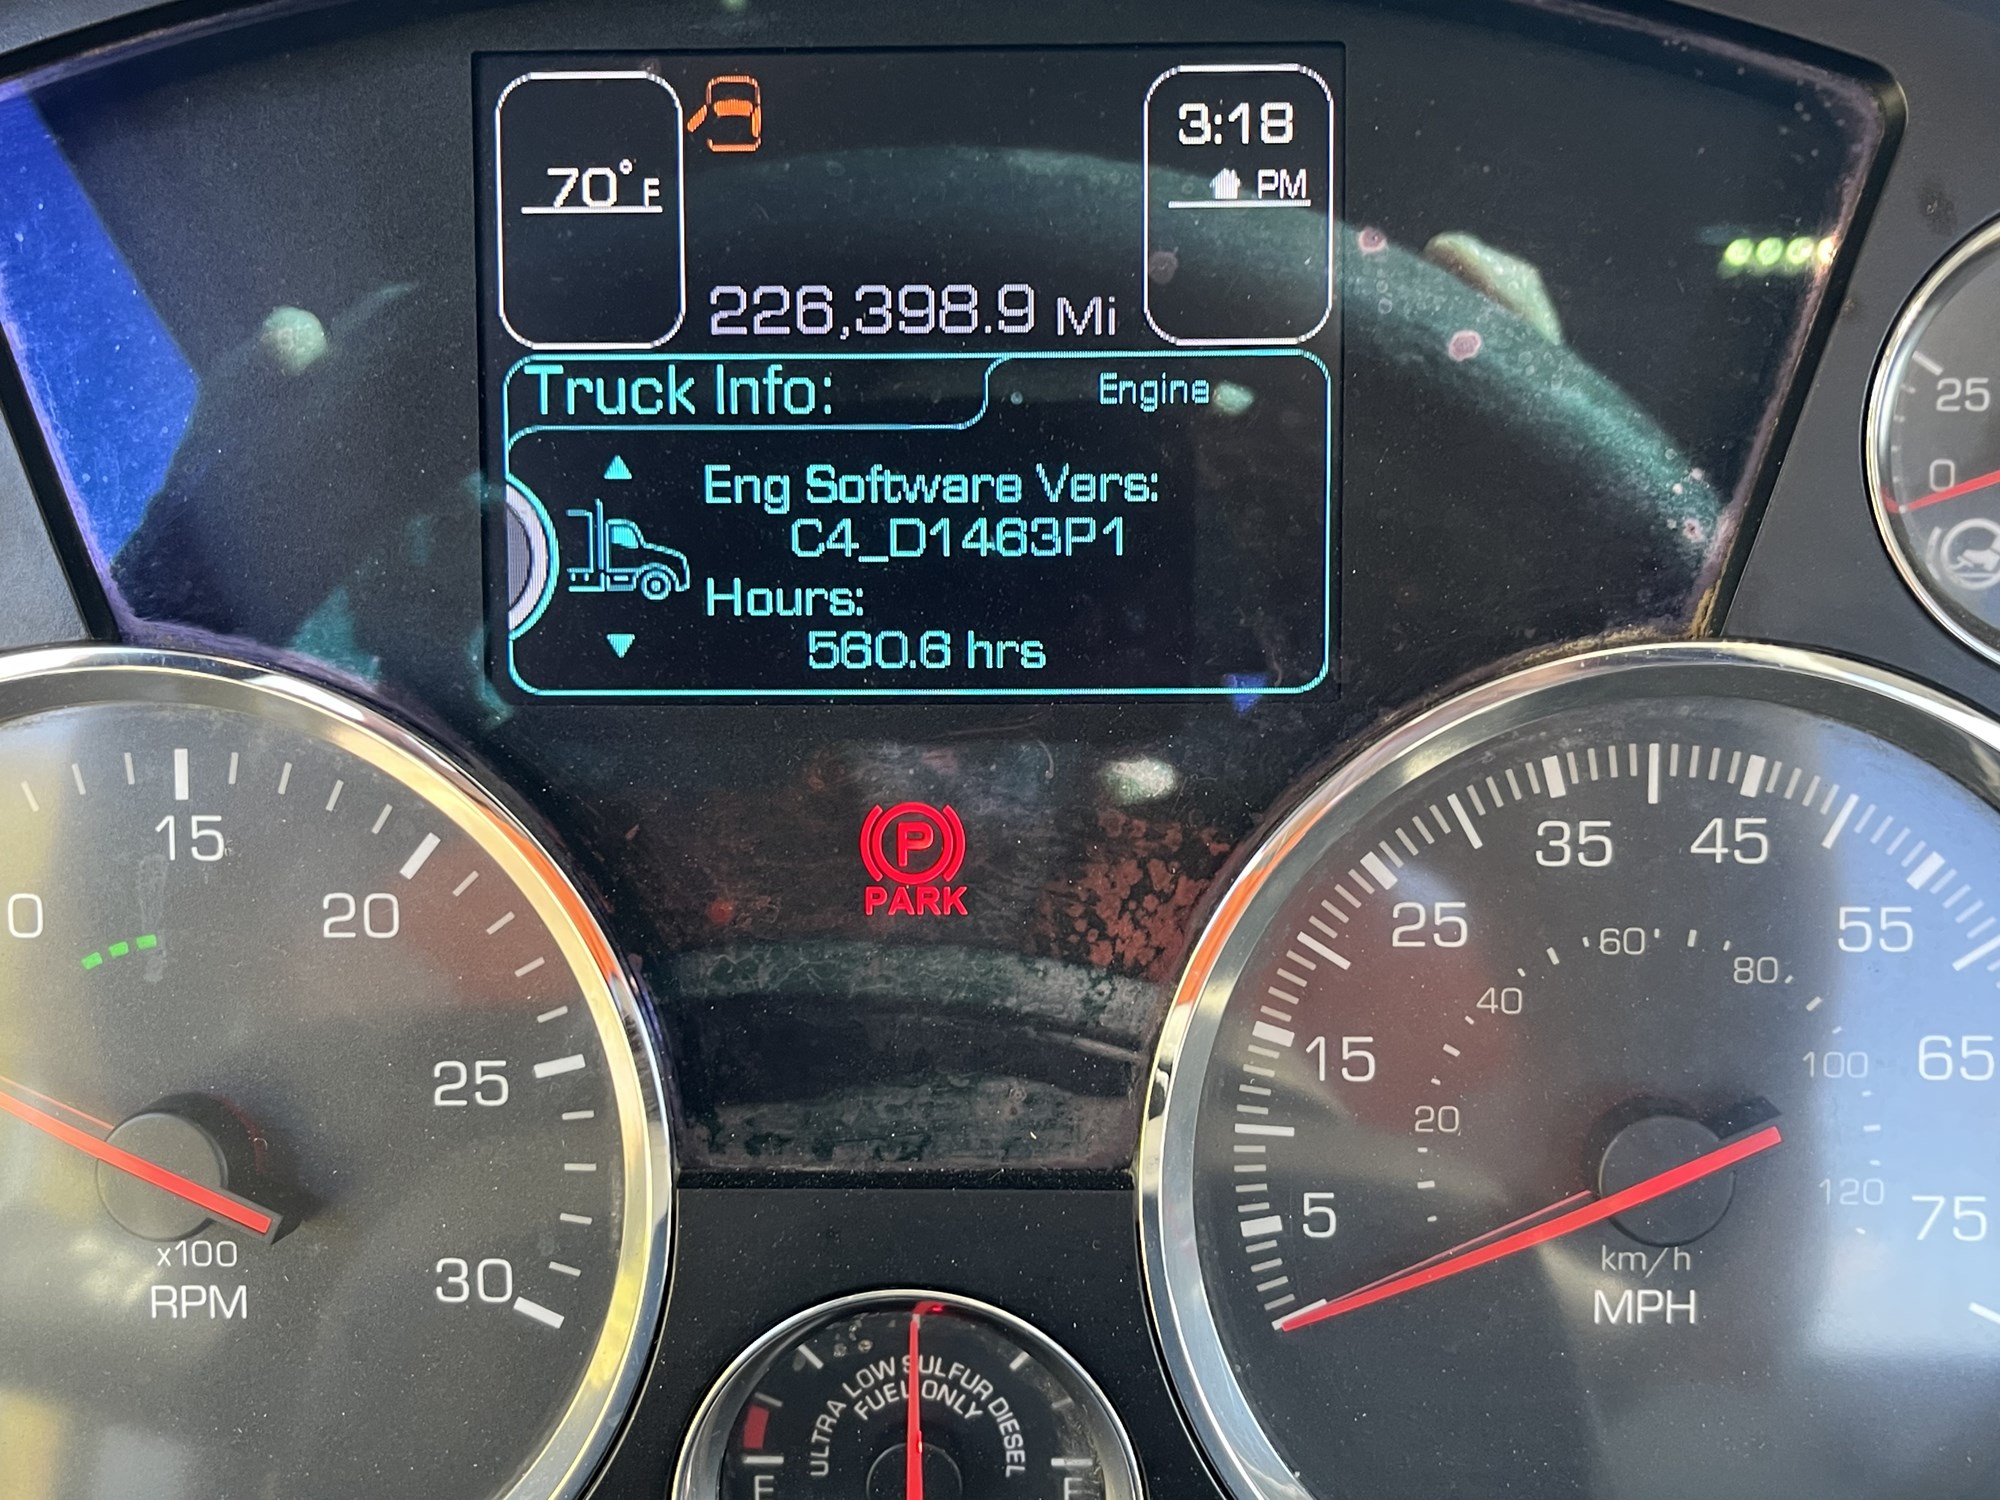 70°F
3:18
PM
226,398.9 Mi
Truck Info:
Engine
Eng Software Vers:
C4_D1463P1
Hours:
560.6 hrs
P
PARK
0
15
20
25
30
x100
RPM
5
15
25
35
45
55
65
75
20
40
60
80
100
120
km/h
MPH
25
0
ULTRA LOW SULFUR DIESEL
FUEL ONLY